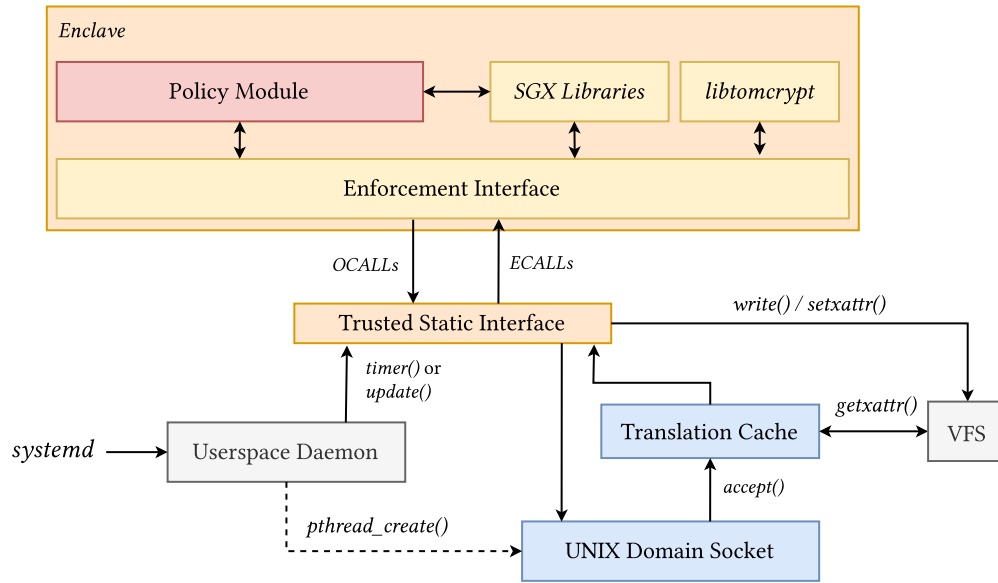 Enclave
Policy Module
SGX Libraries
libtomcrypt
Enforcement Interface
OCALLs
ECALLs
Trusted Static Interface
write() / setxattr()
timer() or
update()
getxattr()
systemd
Userspace Daemon
Translation Cache
VFS
accept()
pthread_create()
UNIX Domain Socket